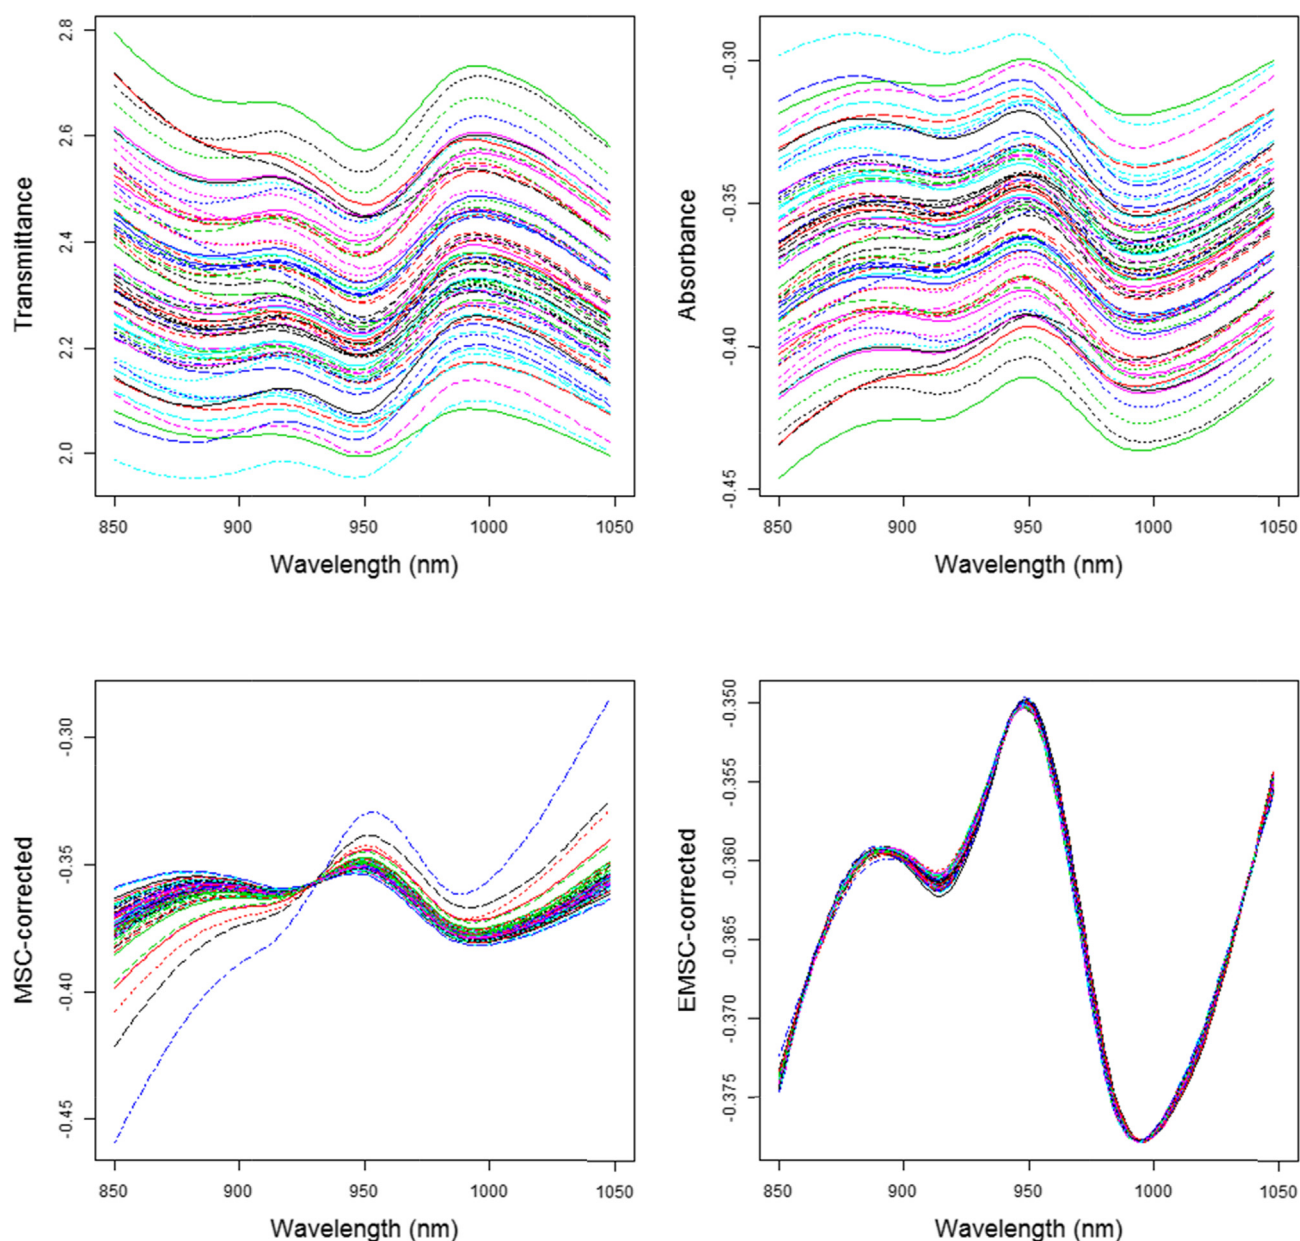 2.8
2.6
2.4
2.2
2.0
Transmittance
850 900 950 1000 1050
Wavelength (nm)
-0.30
-0.35
-0.40
-0.45
Absorbance
850 900 950 1000 1050
Wavelength (nm)
-0.30
-0.35
-0.40
-0.45
MSC-corrected
850 900 950 1000 1050
Wavelength (nm)
-0.350
-0.355
-0.360
-0.365
-0.370
-0.375
EMSC-corrected
850 900 950 1000 1050
Wavelength (nm)